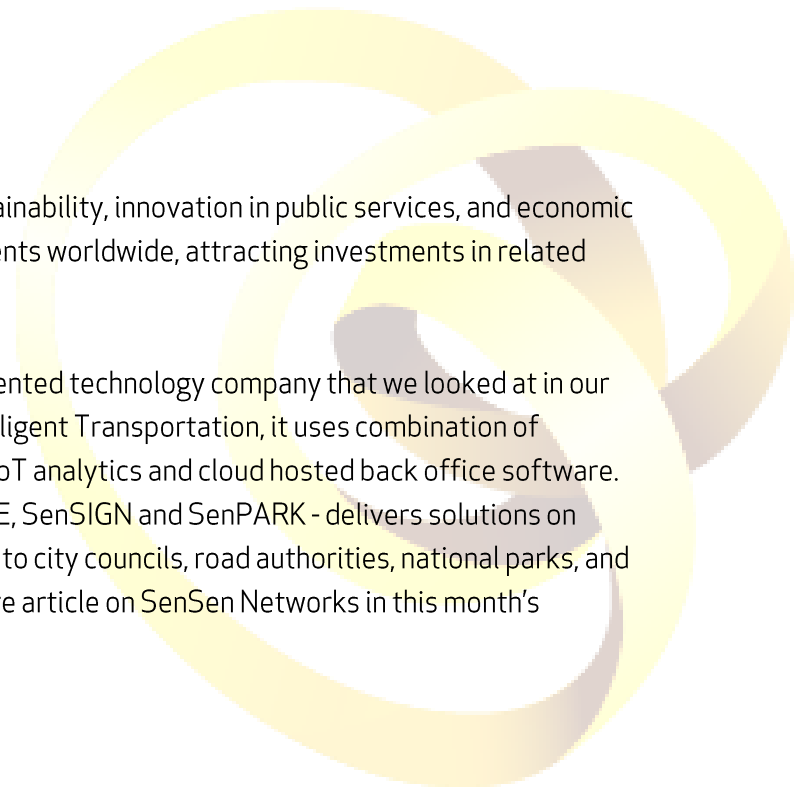 ainability, innovation in public services, and economic
ents worldwide, attracting investments in related
ented technology company that we looked at in our
ligent Transportation, it uses combination of
oT analytics and cloud hosted back office software.
E, SenSIGN and SenPARK - delivers solutions on
to city councils, road authorities, national parks, and
e article on SenSen Networks in this month's